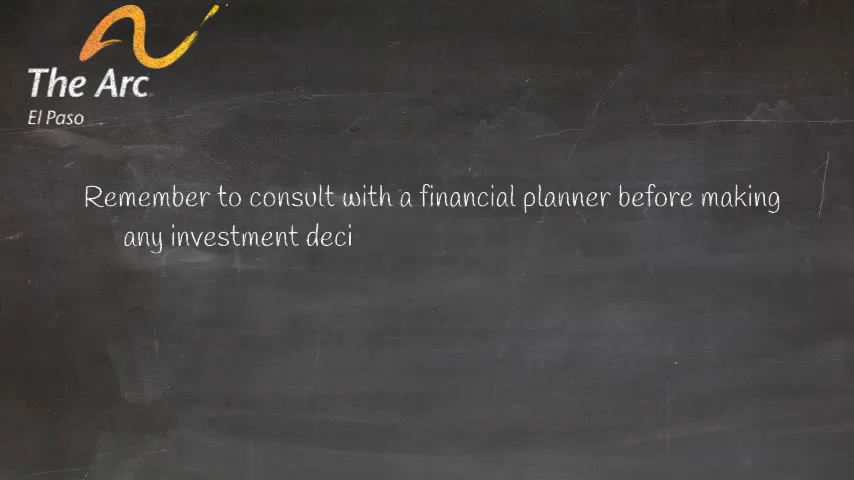 The Arc
El Paso
Remember to consult with a financial planner before making
any investment deci